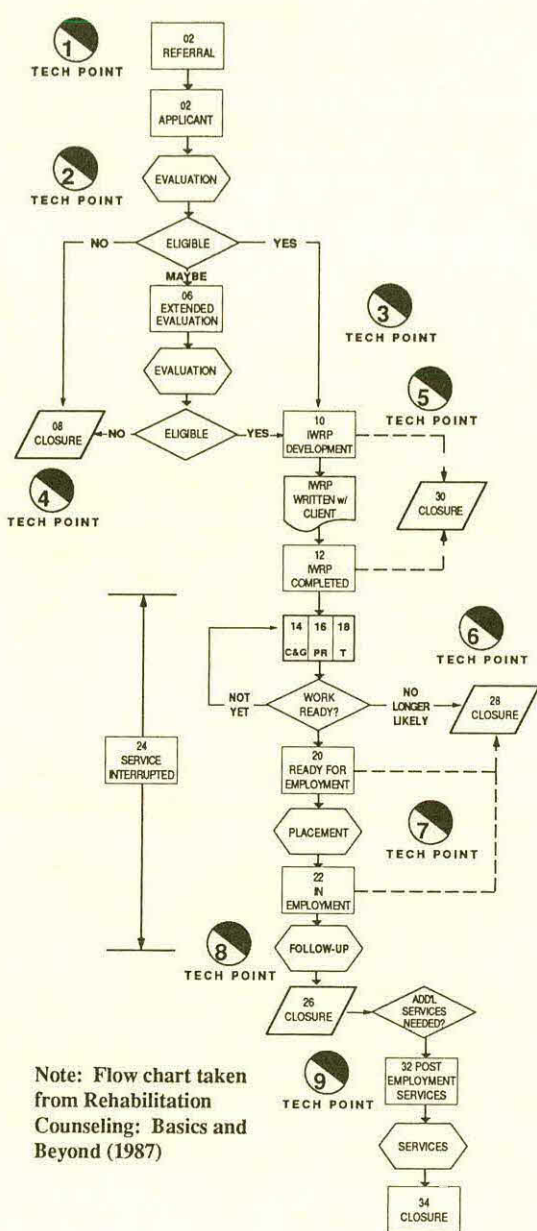 1
TECH POINT
02
REFERRAL
02
APPLICANT
2
TECH POINT
EVALUATION
NO
ELIGIBLE
YES
MAYBE
06
EXTENDED
EVALUATION
3
TECH POINT
EVALUATION
5
TECH POINT
08
CLOSURE
NO
ELIGIBLE
YES
10
IWRP
DEVELOPMENT
4
TECH POINT
IWRP
WRITTEN w/
CLIENT
30
CLOSURE
12
IWRP
COMPLETED
14 16 18
C&G PR T
6
TECH POINT
NOT
YET
WORK
READY?
NO
LONGER
LIKELY
28
CLOSURE
24
SERVICE
INTERRUPTED
20
READY FOR
EMPLOYMENT
PLACEMENT
7
TECH POINT
22
IN
EMPLOYMENT
8
TECH POINT
FOLLOW-UP
26
CLOSURE
ADD'L
SERVICES
NEEDED?
9
TECH POINT
32 POST
EMPLOYMENT
SERVICES
Note: Flow chart taken
from Rehabilitation
Counseling: Basics and
Beyond (1987)
SERVICES
34
CLOSURE